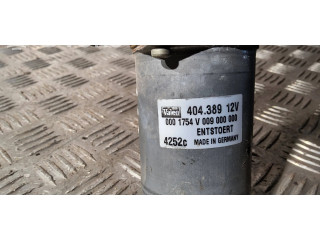 Valeo
404.389 12V
000 1754 V 009 000 000
ENTSTOERT
4252c MADE IN GERMANY